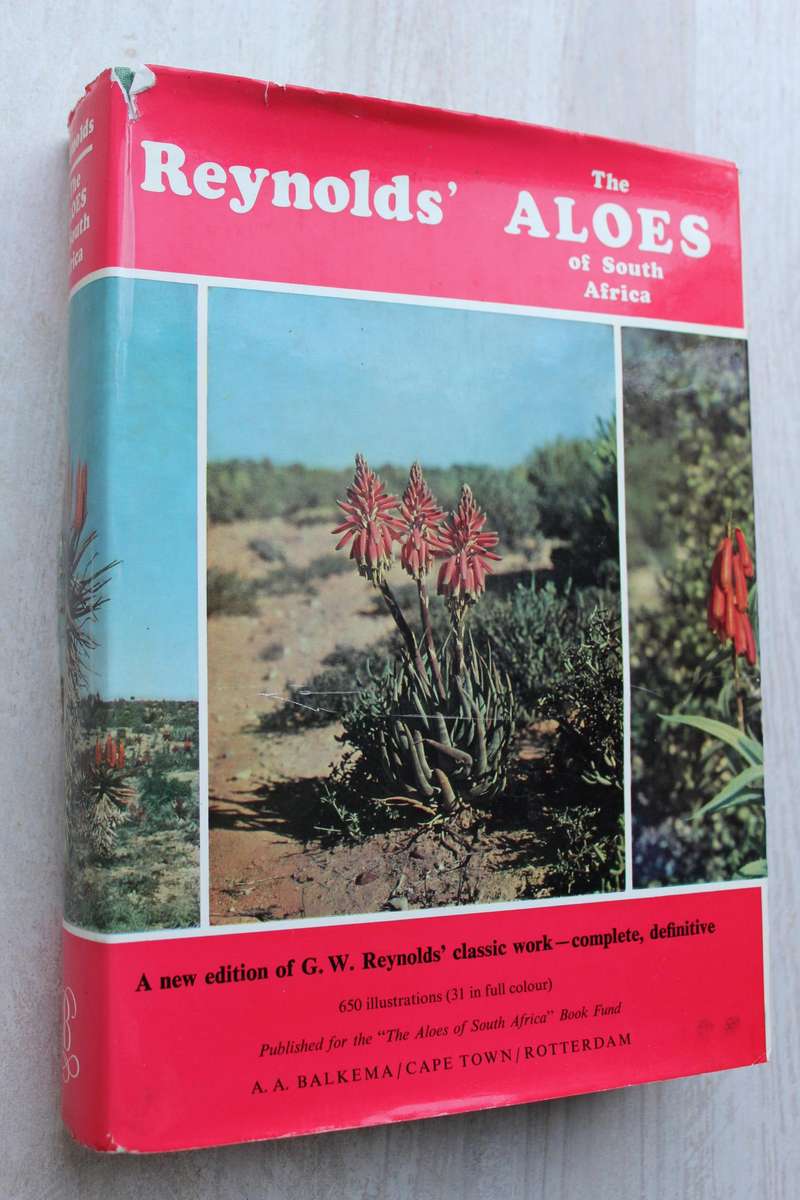 Reynolds'
The
ALOES
of South
Africa
A new edition of G. W. Reynolds' classic work—complete, definitive
650 illustrations (31 in full colour)
Published for the "The Aloes of South Africa" Book Fund
A. A. BALKEMA/CAPE TOWN/ROTTERDAM